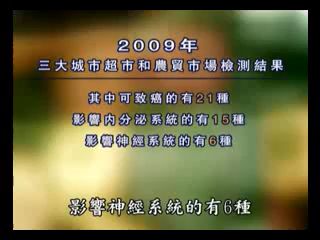 2009年
三大城市超市和農貿市場檢測結果
其中可致癌的有21種
影響內分泌系統的有15種
影響神經系統的有6種
影響神經系統的有6種